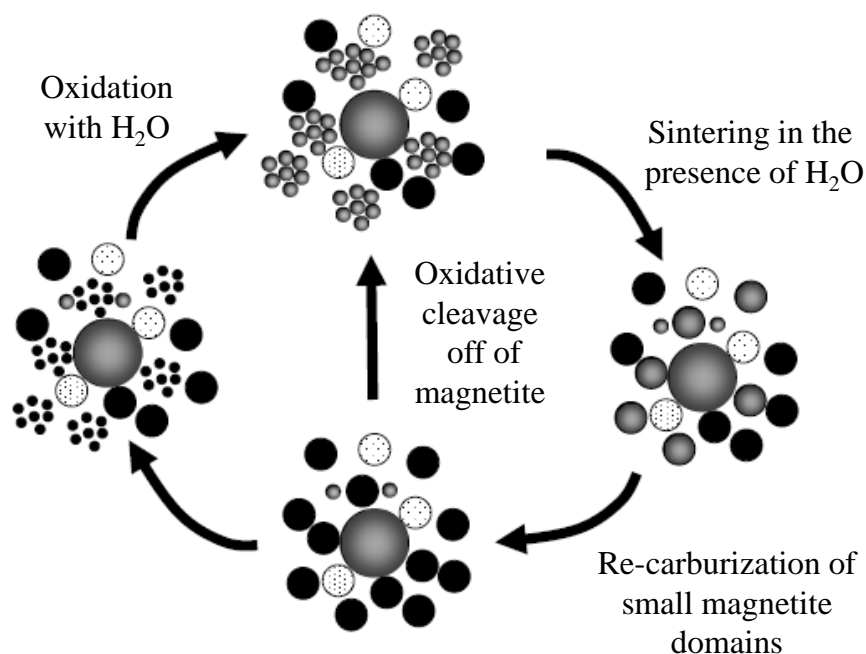 Oxidation
with H₂O
Sintering in the
presence of H₂O
Oxidative
cleavage
off of
magnetite
Re-carburization of
small magnetite
domains